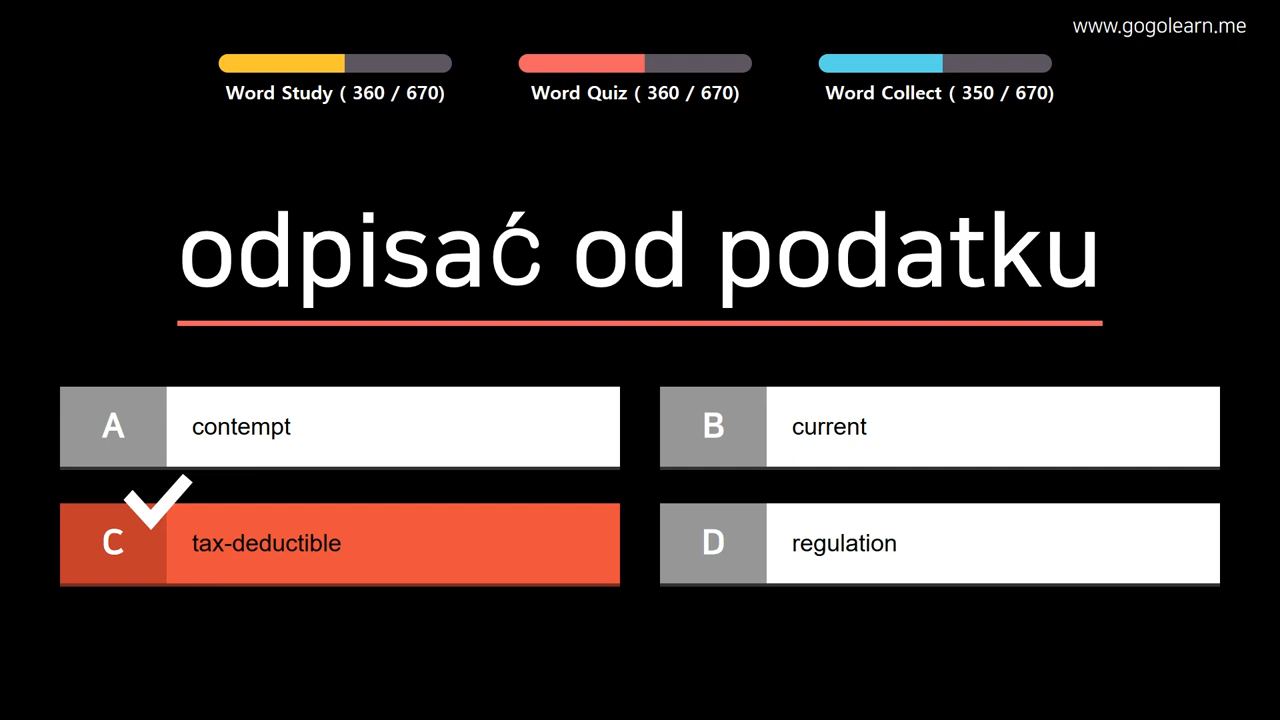 www.gogolearn.me
Word Study ( 360 / 670)
Word Quiz ( 360 / 670)
Word Collect ( 350 / 670)
odpisać od podatku
A contempt
B current
C tax-deductible
D regulation